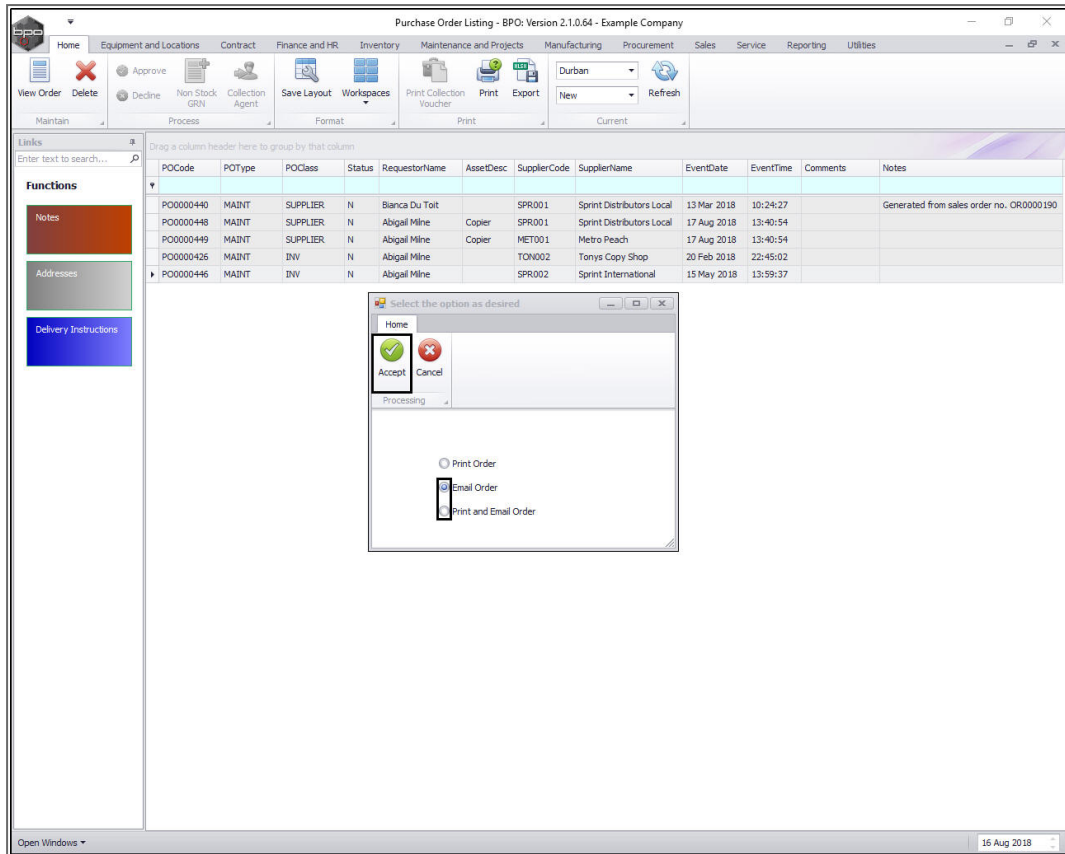 Purchase Order Listing - BPO: Version 2.1.0.64 - Example Company
bpo
Home Equipment and Locations Contract Finance and HR Inventory Maintenance and Projects Manufacturing Procurement Sales Service Reporting Utilities
View Order Delete Approve Decline Non Stock GRN Collection Agent Save Layout Workspaces Print Collection Voucher Print Export Durban New Refresh
Maintain Process Format Print Current
Links
Enter text to search...
Functions
Notes
Addresses
Delivery Instructions
Drag a column header here to group by that column
POCode POType POClass Status RequestorName AssetDesc SupplierCode SupplierName EventDate EventTime Comments Notes
PO0000440 MAINT SUPPLIER N Bianca Du Toit SPR001 Sprint Distributors Local 13 Mar 2018 10:24:27 Generated from sales order no. OR0000190
PO0000448 MAINT SUPPLIER N Abigail Milne Copier SPR001 Sprint Distributors Local 17 Aug 2018 13:40:54
PO0000449 MAINT SUPPLIER N Abigail Milne Copier MET001 Metro Peach 17 Aug 2018 13:40:54
PO0000426 MAINT INV N Abigail Milne TON002 Tonys Copy Shop 20 Feb 2018 22:45:02
PO0000446 MAINT INV N Abigail Milne SPR002 Sprint International 15 May 2018 13:59:37
Select the option as desired
Home
Accept Cancel
Processing
Print Order
Email Order
Print and Email Order
Open Windows
16 Aug 2018